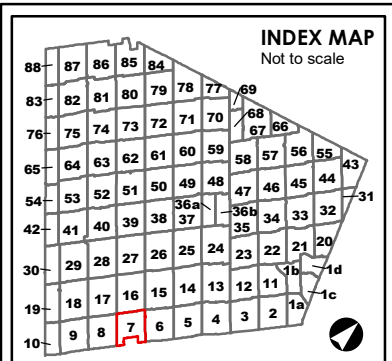 INDEX MAP
Not to scale
88 87 86 85 84
83 82 81 80 79 78 77 69
76 75 74 73 72 71 70 68
67 66
65 64 63 62 61 60 59 58 57 56 55 43
54 53 52 51 50 49 48 47 46 45 44 31
42 41 40 39 38 36a 37 36b 35 34 33 32
30 29 28 27 26 25 24 23 22 21 20
1b 1d
19 18 17 16 15 14 13 12 11 1c
1a
10 9 8 7 6 5 4 3 2